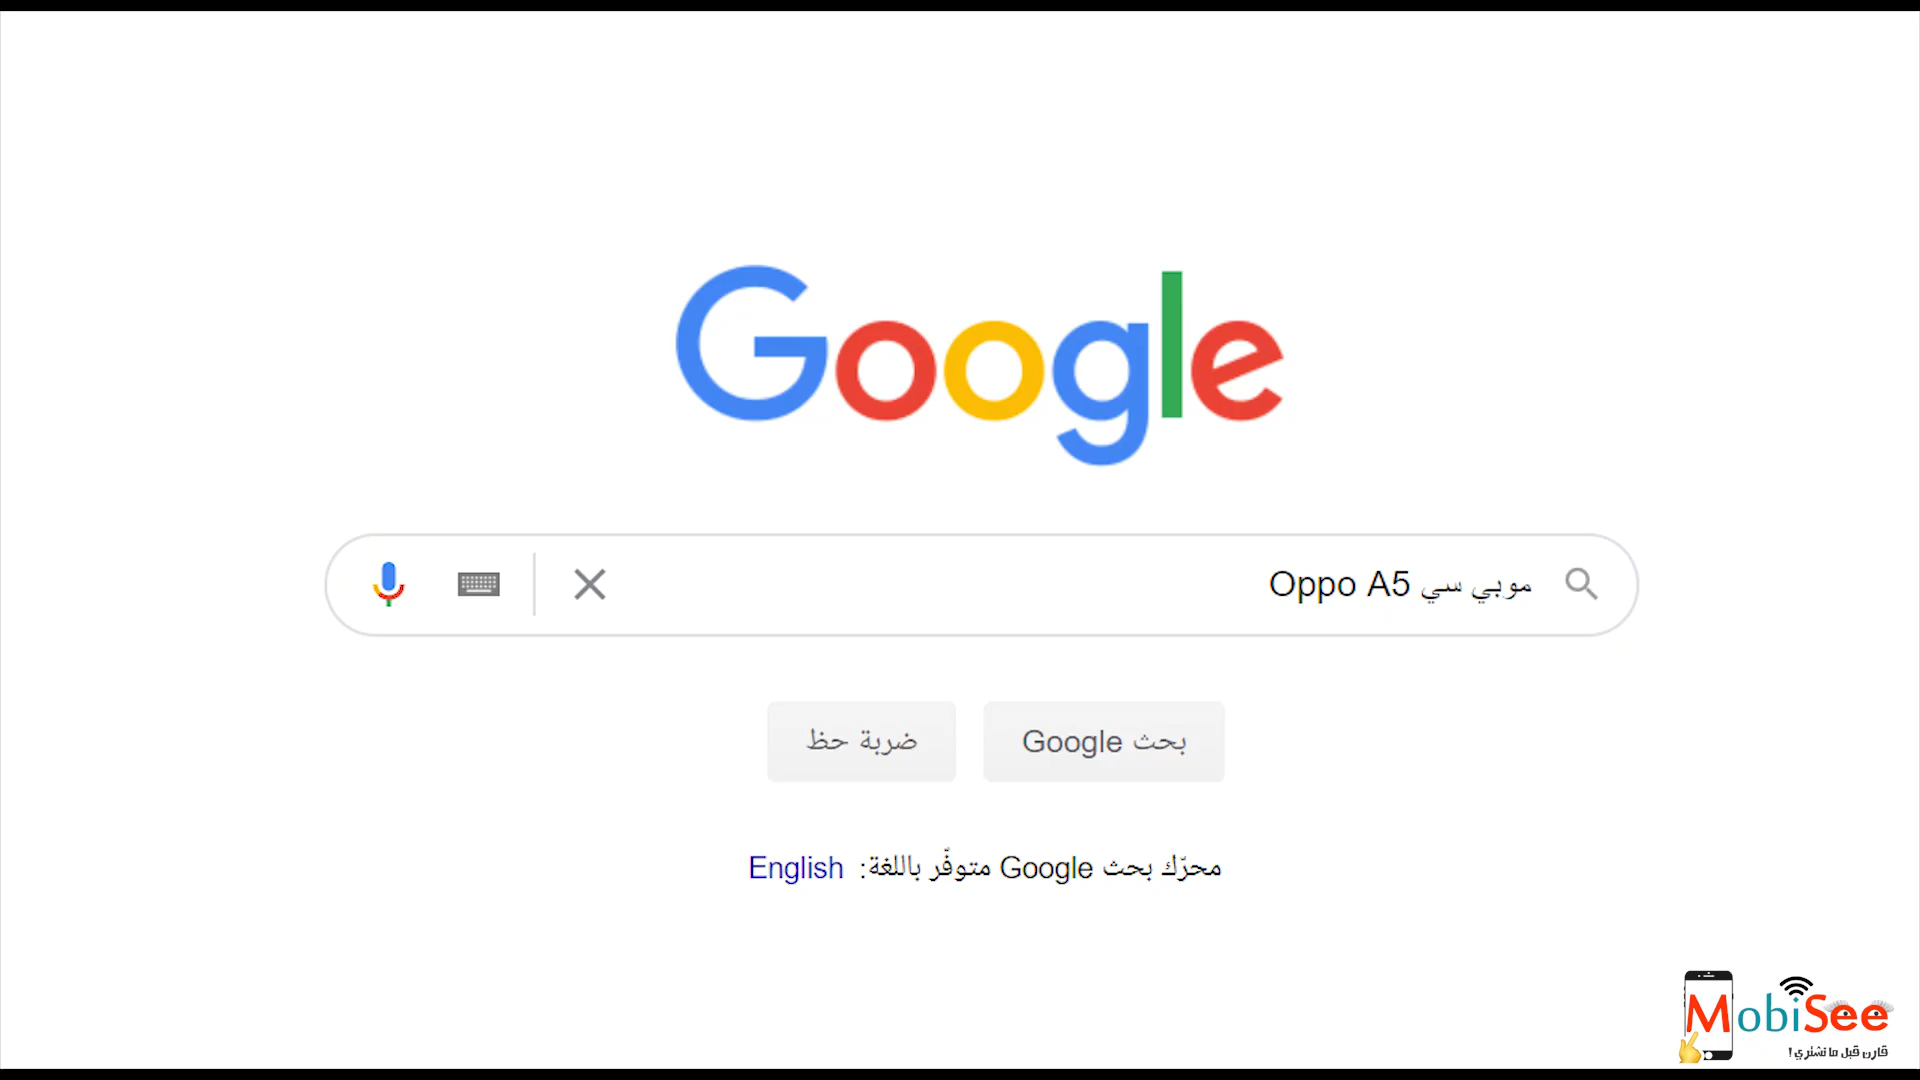 Google
موبي سي Oppo A5
بحث Google
ضربة حظ
محرّك بحث Google متوفّر باللغة: English
MobiSee
قارن قبل ما تشتري !